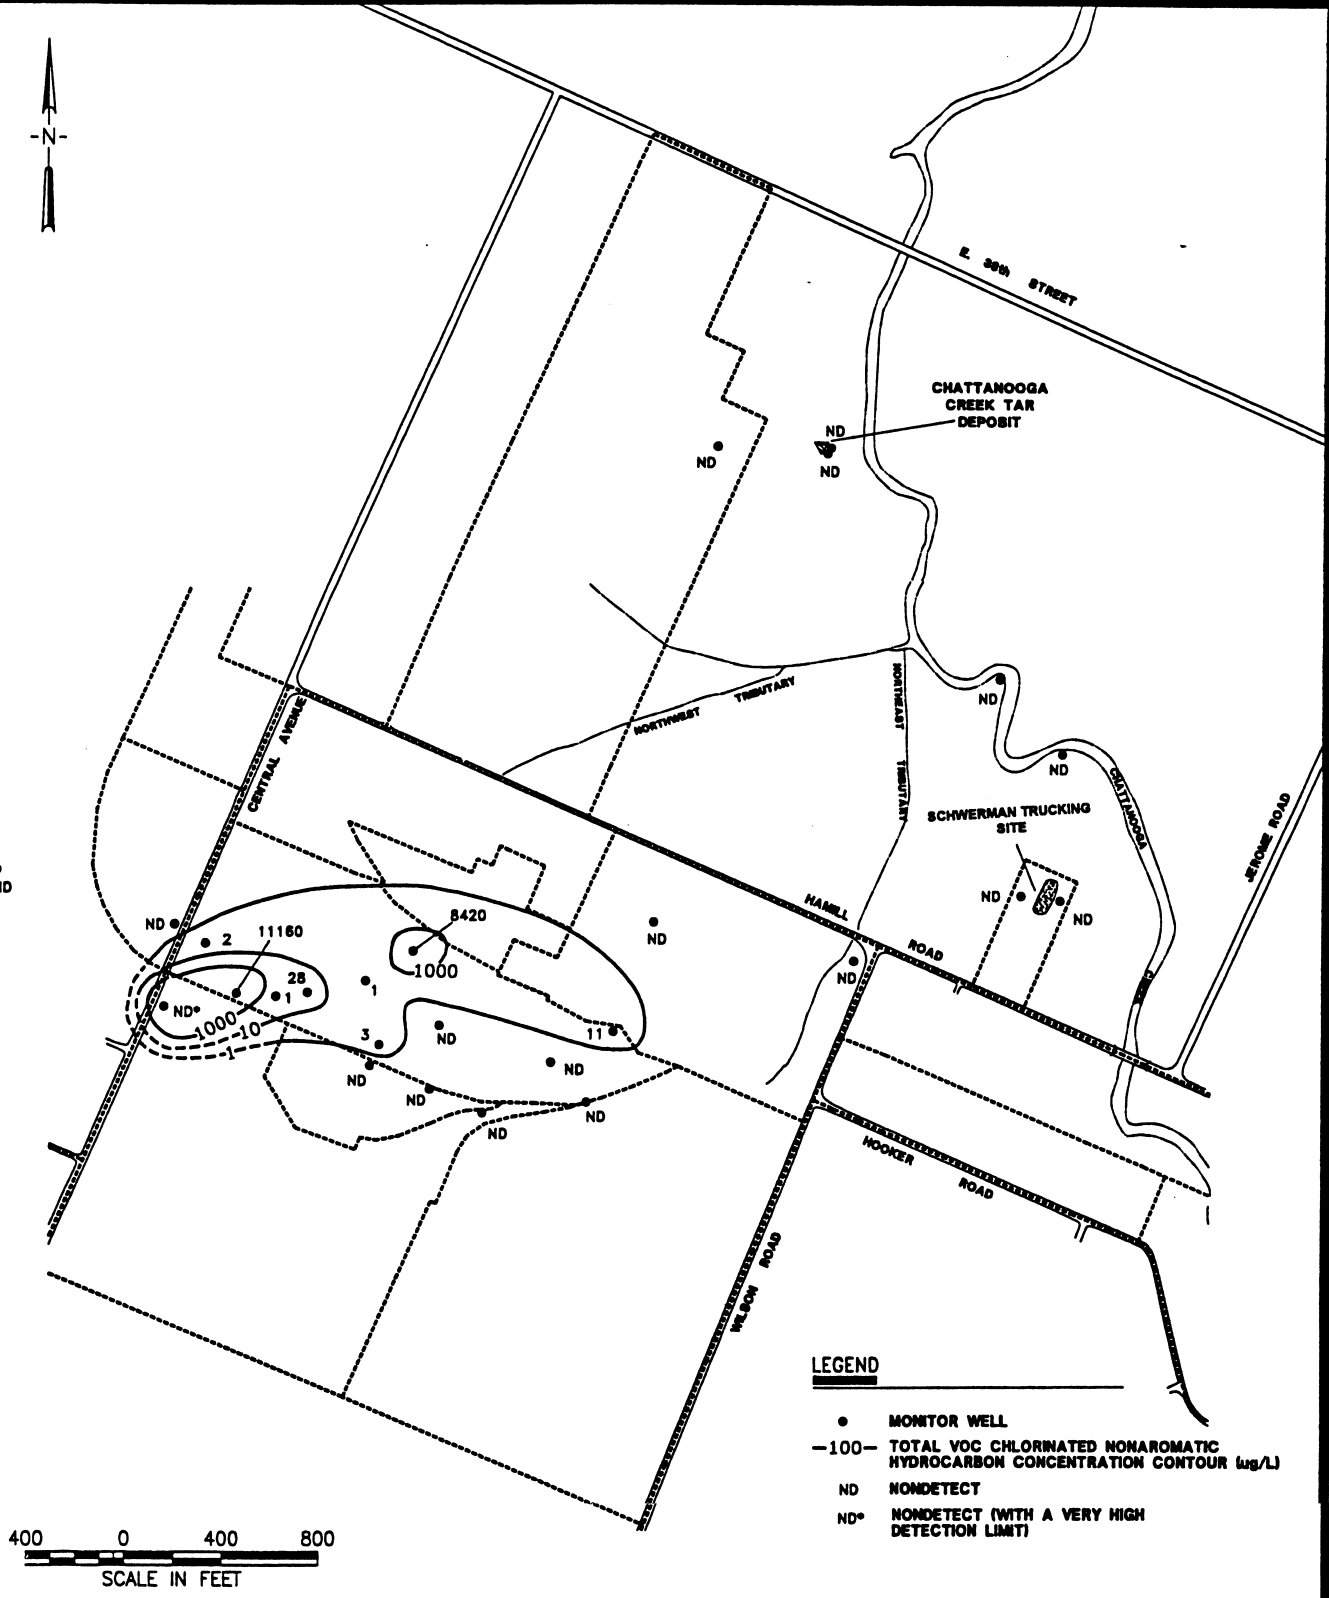 -N-
E. 38th STREET
CHATTANOOGA
CREEK TAR
DEPOSIT
ND
ND
ND
NORTHWEST TRIBUTARY
NORTHEAST TRIBUTARY
ND
ND
CENTRAL AVENUE
CHATTANOOGA
CREEK
SCHWERMAN TRUCKING
SITE
JEROME ROAD
ND
ND
ND
HAMILL ROAD
ND
ND
ND
2
11160
8420
1000
28
1
1
ND*
1000
10
1
3
ND
11
ND
ND
ND
ND
ND
HOOKER ROAD
WILSON ROAD
LEGEND
MONITOR WELL
-100- TOTAL VOC CHLORINATED NONAROMATIC
HYDROCARBON CONCENTRATION CONTOUR (ug/L)
ND NONDETECT
ND* NONDETECT (WITH A VERY HIGH
DETECTION LIMIT)
400 0 400 800
SCALE IN FEET